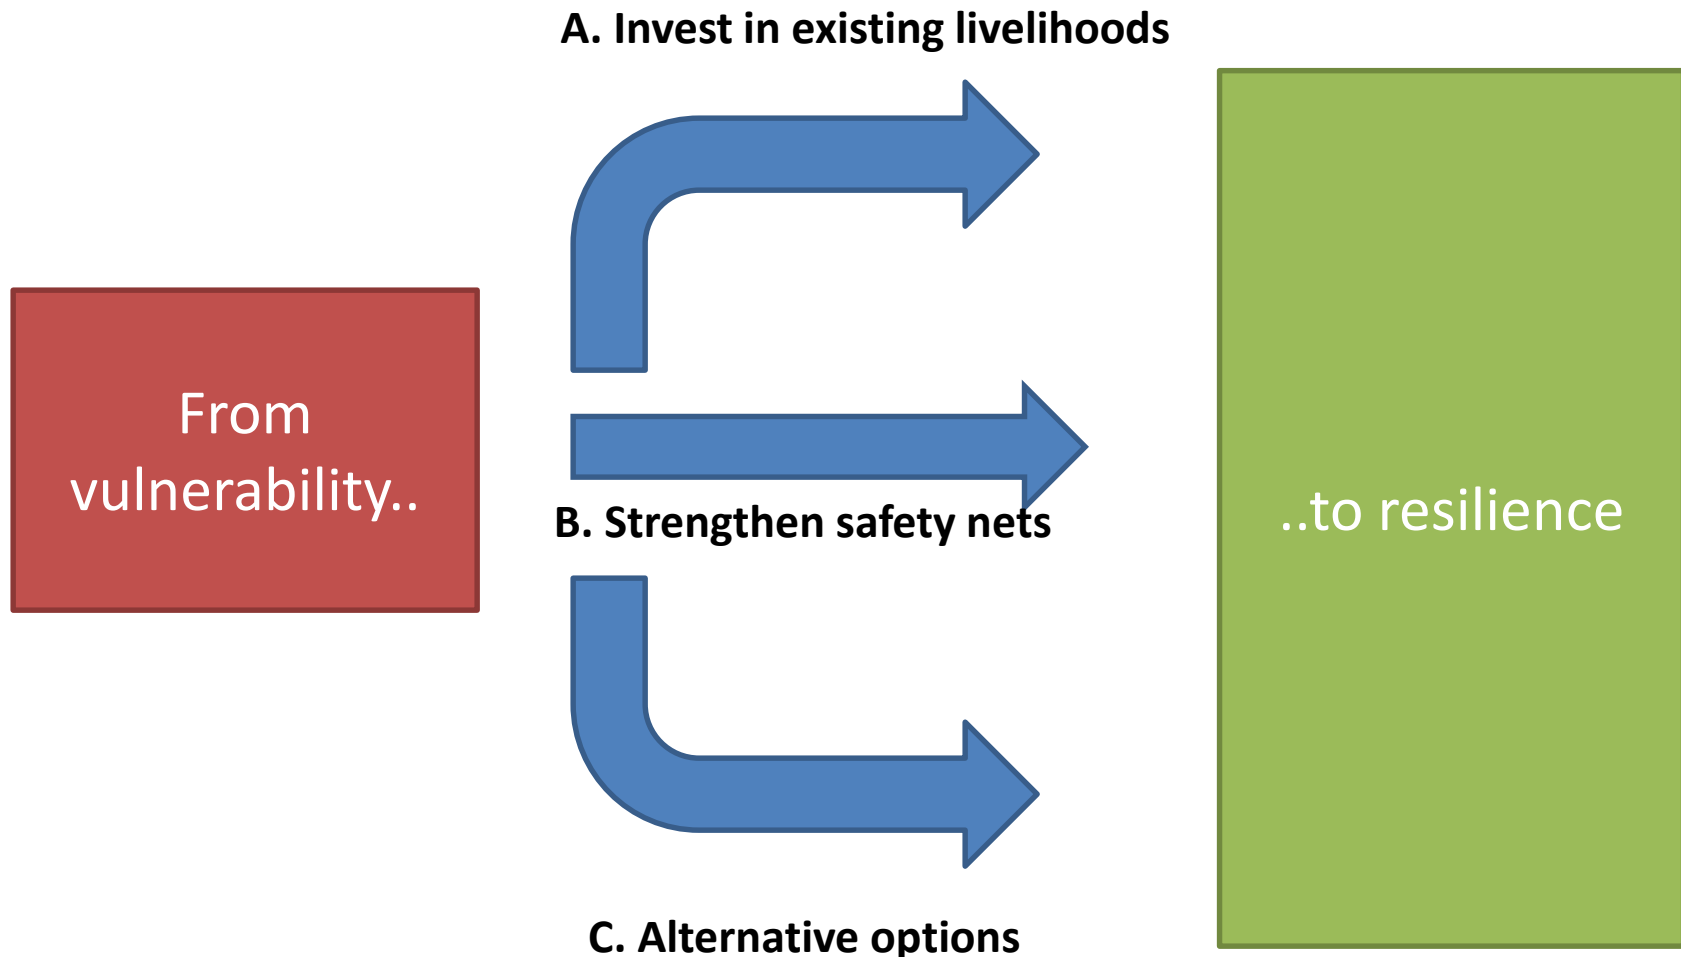 A. Invest in existing livelihoods
From
vulnerability..
B. Strengthen safety nets
..to resilience
C. Alternative options